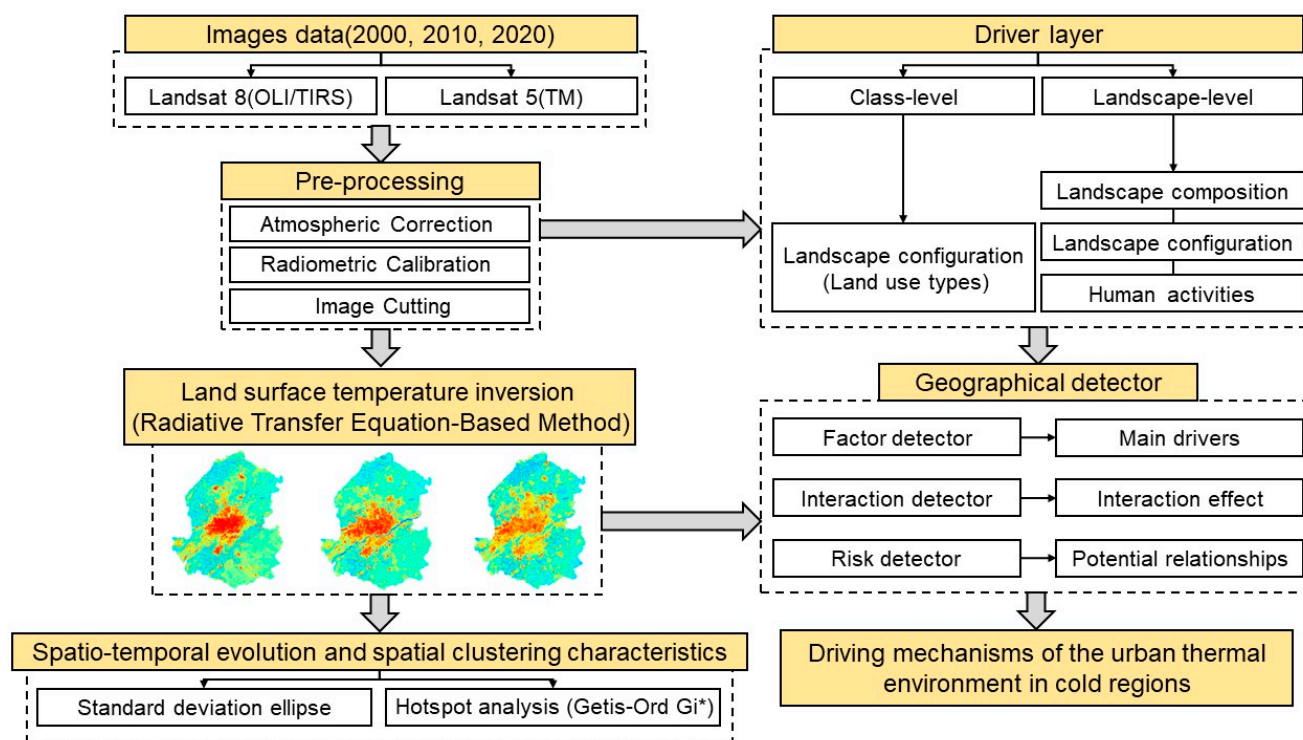 Images data(2000, 2010, 2020)
Landsat 8(OLI/TIRS)
Landsat 5(TM)
Pre-processing
Atmospheric Correction
Radiometric Calibration
Image Cutting
Land surface temperature inversion
(Radiative Transfer Equation-Based Method)
Spatio-temporal evolution and spatial clustering characteristics
Standard deviation ellipse
Hotspot analysis (Getis-Ord Gi*)
Driver layer
Class-level
Landscape-level
Landscape composition
Landscape configuration
(Land use types)
Landscape configuration
Human activities
Geographical detector
Factor detector
Main drivers
Interaction detector
Interaction effect
Risk detector
Potential relationships
Driving mechanisms of the urban thermal
environment in cold regions